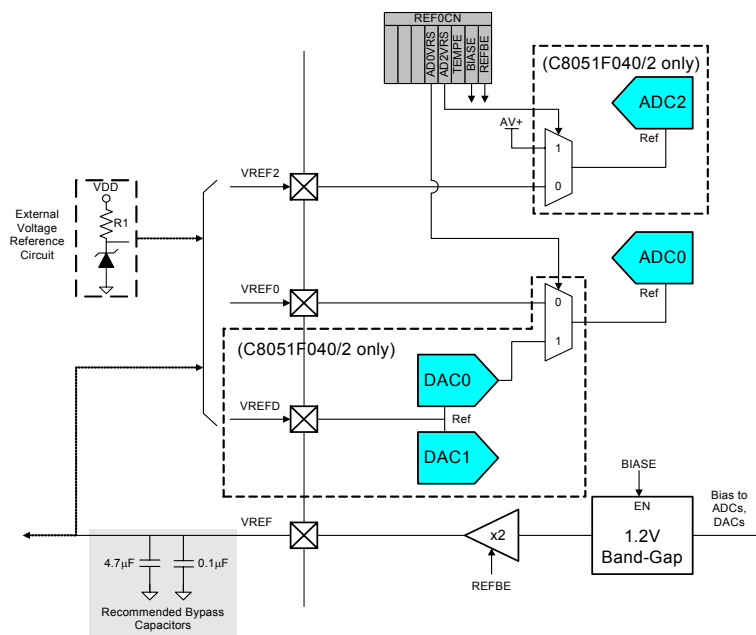 REF0CN
AD0VRS
AD2VRS
TEMPE
BIASE
REFBE
(C8051F040/2 only)
ADC2
Ref
AV+
1
0
VREF2
VDD
R1
External
Voltage
Reference
Circuit
ADC0
Ref
VREF0
0
1
(C8051F040/2 only)
DAC0
VREFD
Ref
DAC1
BIASE
EN
1.2V
Band-Gap
Bias to
ADCs,
DACs
VREF
x2
REFBE
4.7μF
0.1μF
Recommended Bypass
Capacitors